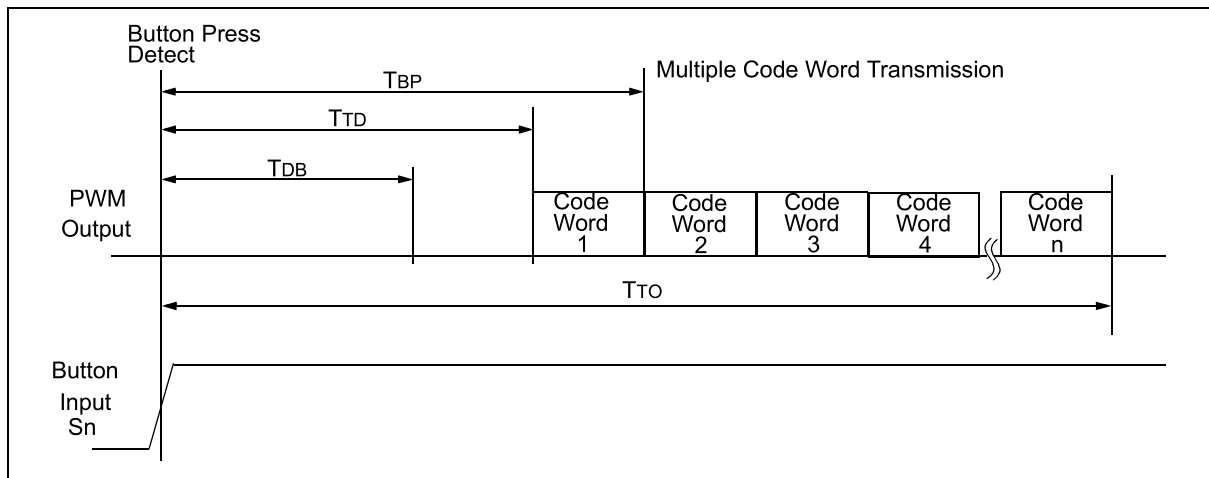 Button Press
Detect
Multiple Code Word Transmission
TBP
TTD
TDB
PWM
Output
Code
Word
1
Code
Word
2
Code
Word
3
Code
Word
4
Code
Word
n
TTO
Button
Input
Sn